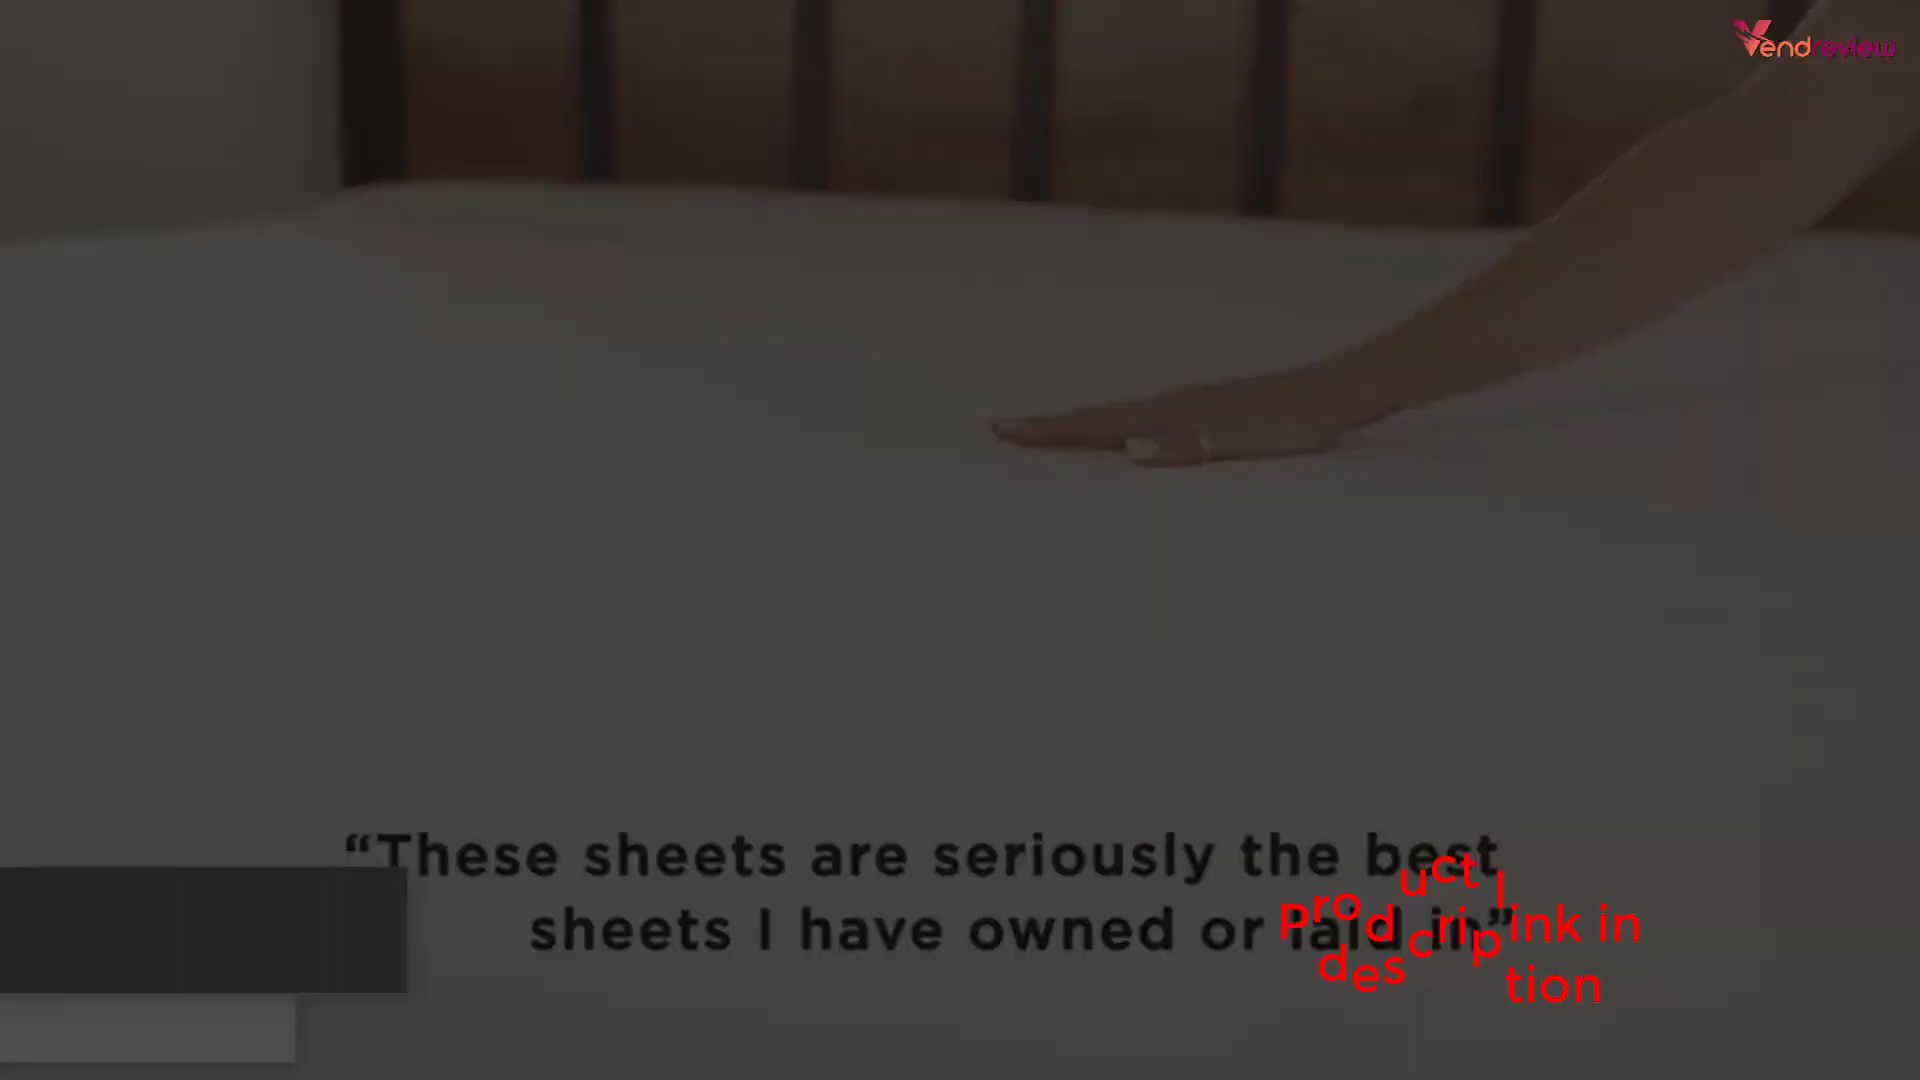 Vendreview
“These sheets are seriously the best
sheets I have owned or laid in”
Product link in
description